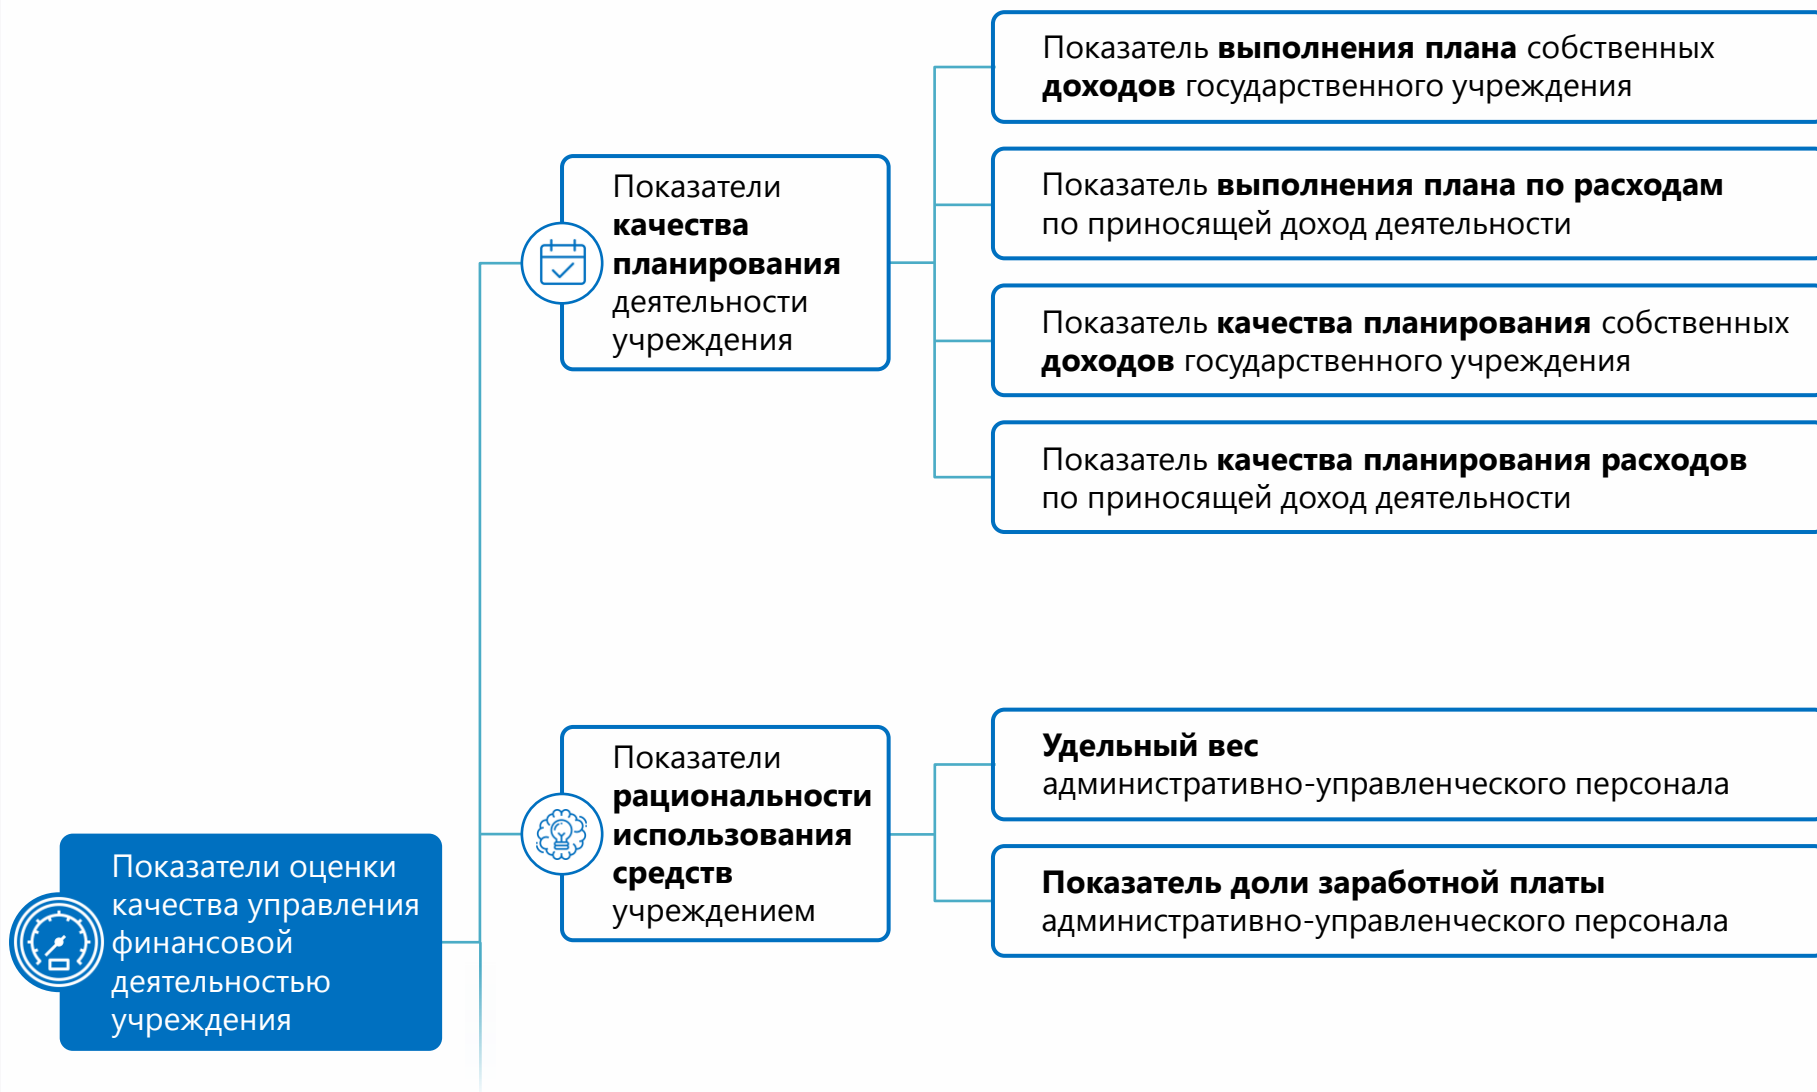 Показатель выполнения плана собственных
доходов государственного учреждения
Показатели
качества
планирования
деятельности
учреждения
Показатель выполнения плана по расходам
по приносящей доход деятельности
Показатель качества планирования собственных
доходов государственного учреждения
Показатель качества планирования расходов
по приносящей доход деятельности
Показатели
рациональности
использования
средств
учреждением
Удельный вес
административно-управленческого персонала
Показатель доли заработной платы
административно-управленческого персонала
Показатели оценки
качества управления
финансовой
деятельностью
учреждения